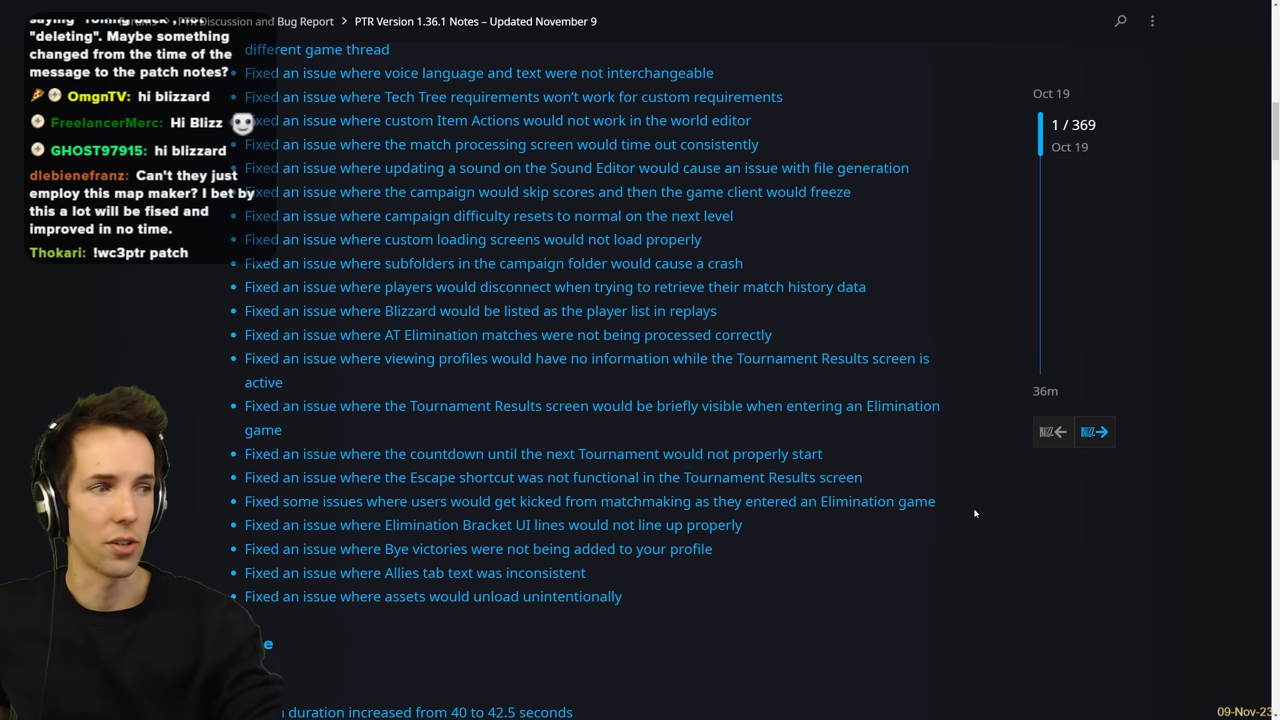 PTR Discussion and Bug Report > PTR Version 1.36.1 Notes – Updated November 9
"deleting". Maybe something
changed from the time of the
message to the patch notes?
OmgnTV: hi blizzard
FreelancerMerc: Hi Blizz
GHOST97915: hi blizzard
dlebienefranz: Can't they just
employ this map maker? I bet by
this a lot will be fised and
improved in no time.
Thokari: !wc3ptr patch
different game thread
Fixed an issue where voice language and text were not interchangeable
Fixed an issue where Tech Tree requirements won't work for custom requirements
Fixed an issue where custom Item Actions would not work in the world editor
Fixed an issue where the match processing screen would time out consistently
Fixed an issue where updating a sound on the Sound Editor would cause an issue with file generation
Fixed an issue where the campaign would skip scores and then the game client would freeze
Fixed an issue where campaign difficulty resets to normal on the next level
Fixed an issue where custom loading screens would not load properly
Fixed an issue where subfolders in the campaign folder would cause a crash
Fixed an issue where players would disconnect when trying to retrieve their match history data
Fixed an issue where Blizzard would be listed as the player list in replays
Fixed an issue where AT Elimination matches were not being processed correctly
Fixed an issue where viewing profiles would have no information while the Tournament Results screen is
active
Fixed an issue where the Tournament Results screen would be briefly visible when entering an Elimination
game
Fixed an issue where the countdown until the next Tournament would not properly start
Fixed an issue where the Escape shortcut was not functional in the Tournament Results screen
Fixed some issues where users would get kicked from matchmaking as they entered an Elimination game
Fixed an issue where Elimination Bracket UI lines would not line up properly
Fixed an issue where Bye victories were not being added to your profile
Fixed an issue where Allies tab text was inconsistent
Fixed an issue where assets would unload unintentionally
e
duration increased from 40 to 42.5 seconds
Oct 19
1 / 369
Oct 19
36m
BLIZZ BLIZZ
09-Nov-23